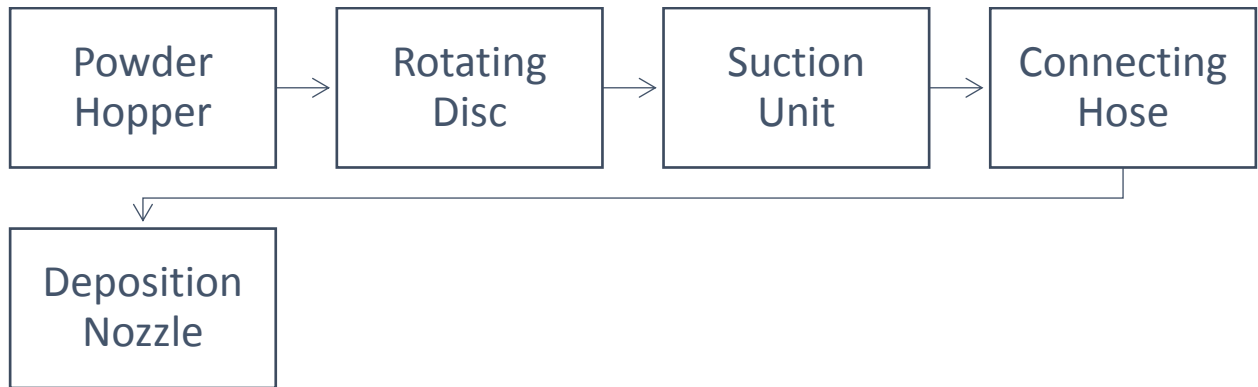 Powder
Hopper
Rotating
Disc
Suction
Unit
Connecting
Hose
Deposition
Nozzle